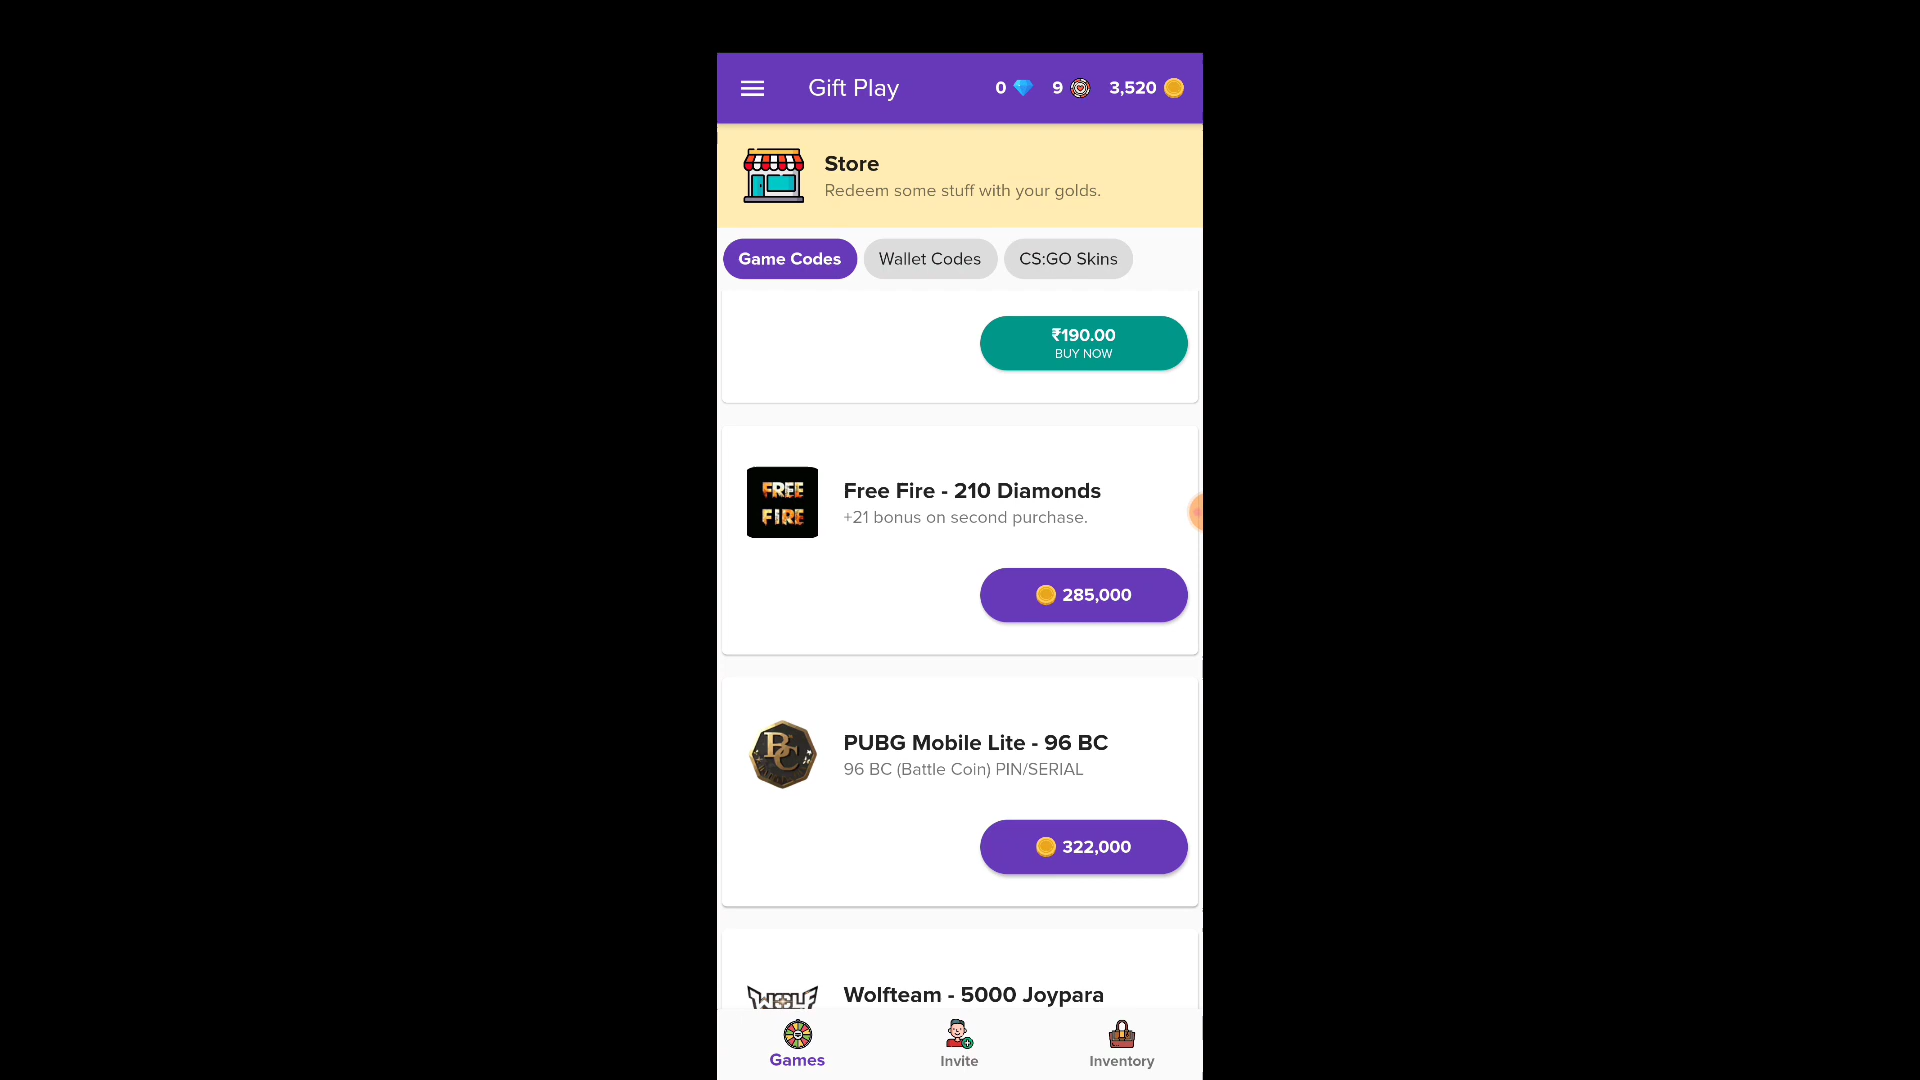 Gift Play
0
9
3,520
Store
Redeem some stuff with your golds.
Game Codes
Wallet Codes
CS:GO Skins
₹190.00
BUY NOW
FREE
FIRE
Free Fire - 210 Diamonds
+21 bonus on second purchase.
285,000
BC
PUBG Mobile Lite - 96 BC
96 BC (Battle Coin) PIN/SERIAL
322,000
WOLF
Wolfteam - 5000 Joypara
Games
Invite
Inventory